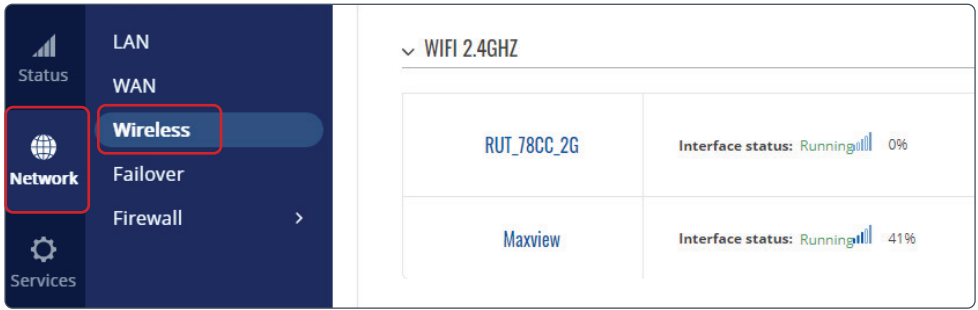 Status
Network
Services
LAN
WAN
Wireless
Failover
Firewall
WIFI 2.4GHZ
RUT_78CC_2G
Interface status: Running 0%
Maxview
Interface status: Running 41%